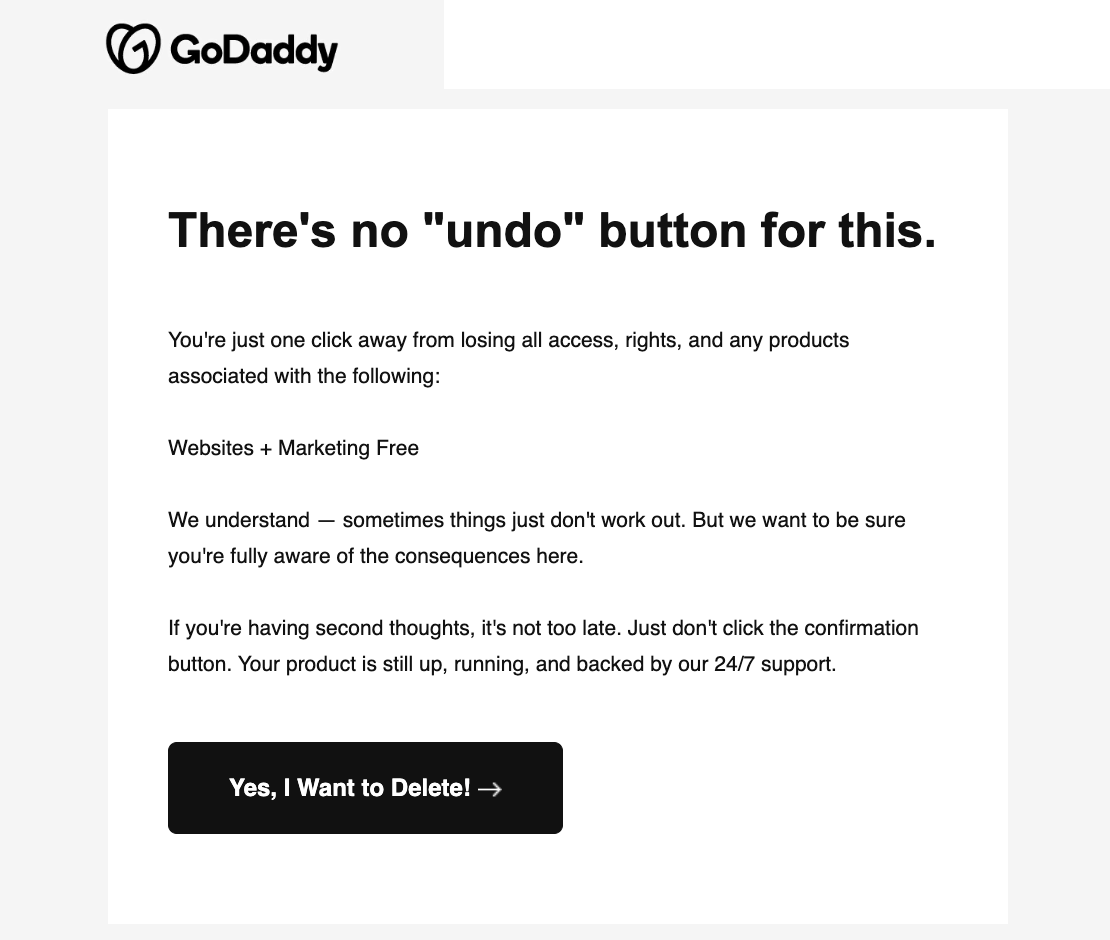 GoDaddy
There's no "undo" button for this.
You're just one click away from losing all access, rights, and any products
associated with the following:
Websites + Marketing Free
We understand — sometimes things just don't work out. But we want to be sure
you're fully aware of the consequences here.
If you're having second thoughts, it's not too late. Just don't click the confirmation
button. Your product is still up, running, and backed by our 24/7 support.
Yes, I Want to Delete! →